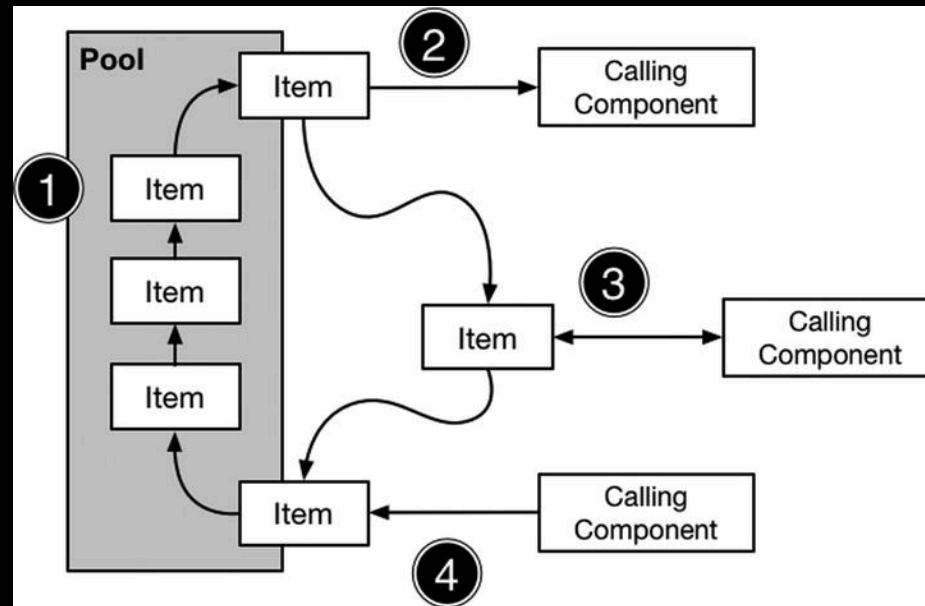 Pool
Item
2
Calling
Component
1
Item
Item
Item
Item
3
Calling
Component
Item
Calling
Component
4